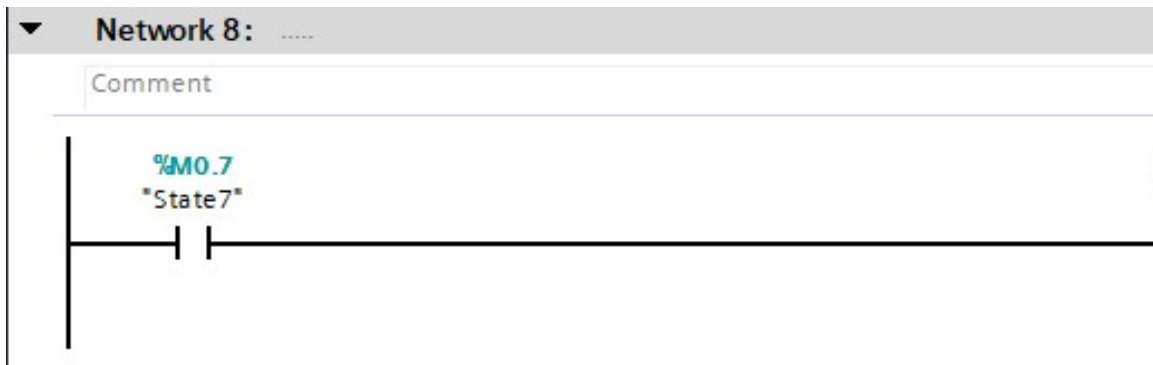 Network 8: .....
Comment
%M0.7
"State7"